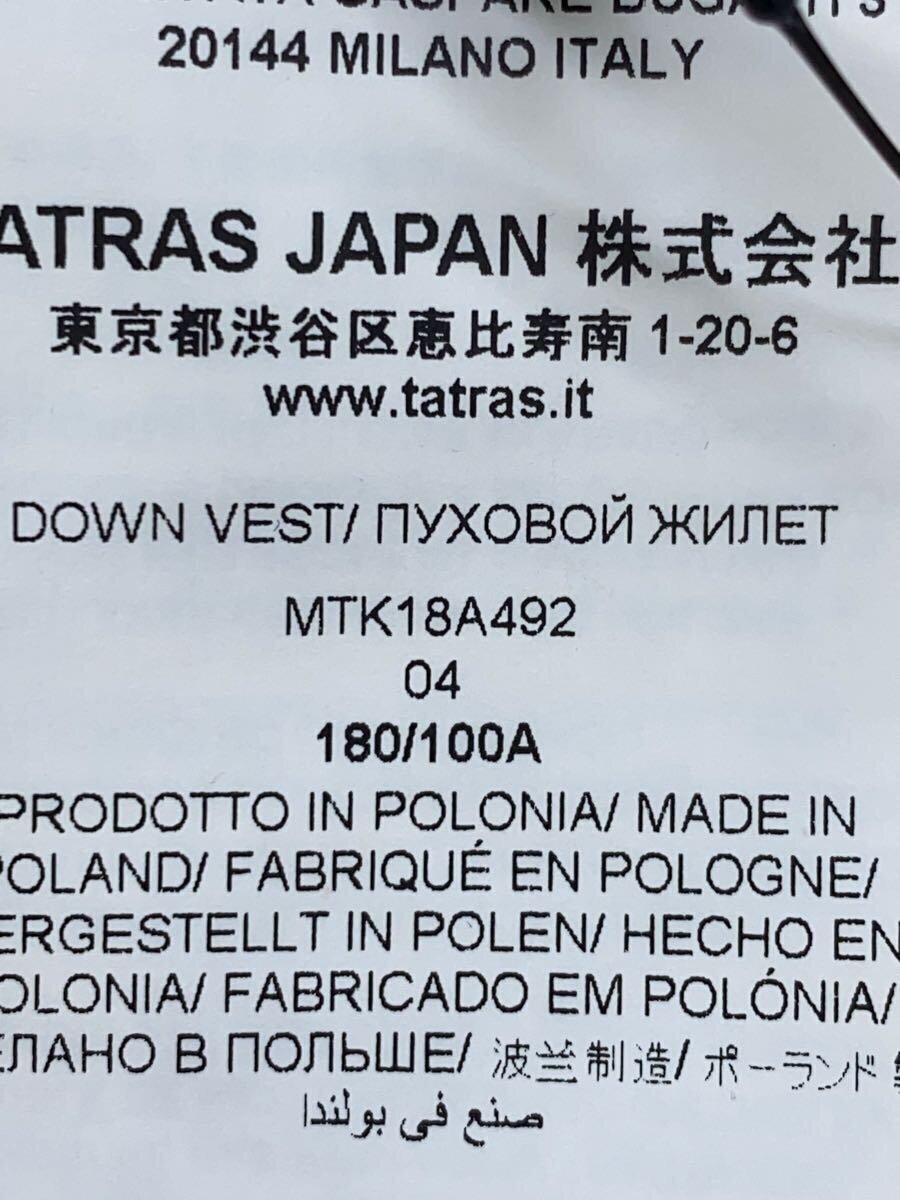 20144 MILANO ITALY
ATRAS JAPAN 株式会社
東京都渋谷区恵比寿南 1-20-6
www.tatras.it
DOWN VEST/ ПУХОВОЙ ЖИЛЕТ
MTK18A492
04
180/100A
PRODOTTO IN POLONIA/ MADE IN
POLAND/ FABRIQUÉ EN POLOGNE/
ERGESTELLT IN POLEN/ HECHO EN
OLONIA/ FABRICADO EM POLÓNIA/
ЕЛАНО В ПОЛЬШЕ/ 波兰制造/ ポーランド
صنع في بولندا